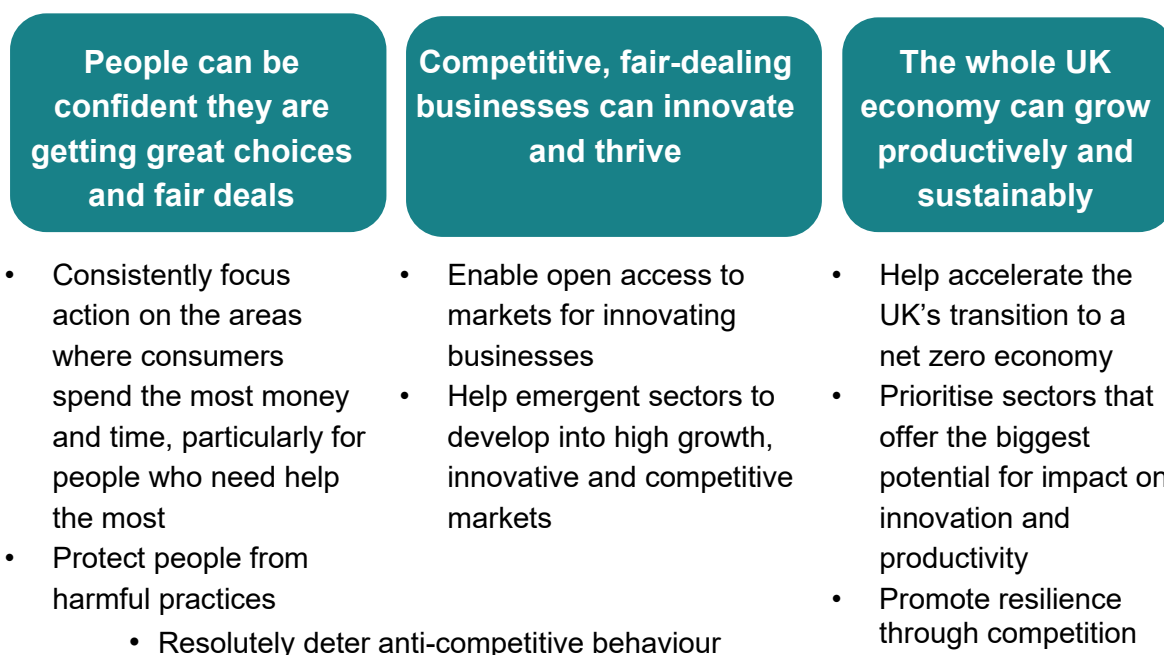 People can be
confident they are
getting great choices
and fair deals
Competitive, fair-dealing
businesses can innovate
and thrive
The whole UK
economy can grow
productively and
sustainably
• Consistently focus
action on the areas
where consumers
spend the most money
and time, particularly for
people who need help
the most
• Protect people from
harmful practices
• Enable open access to
markets for innovating
businesses
• Help emergent sectors to
develop into high growth,
innovative and competitive
markets
• Resolutely deter anti-competitive behaviour
• Help accelerate the
UK’s transition to a
net zero economy
• Prioritise sectors that
offer the biggest
potential for impact on
innovation and
productivity
• Promote resilience
through competition